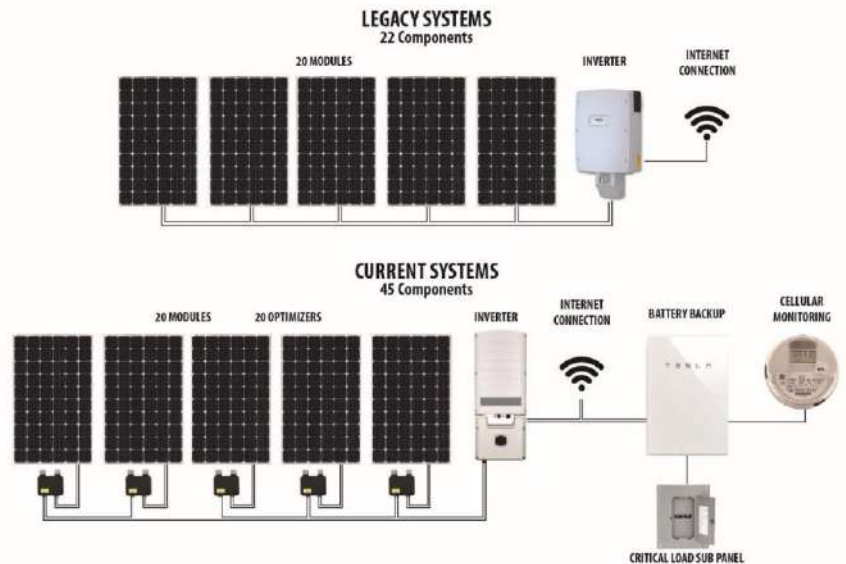 LEGACY SYSTEMS
22 Components
20 MODULES
INVERTER
INTERNET
CONNECTION
CURRENT SYSTEMS
45 Components
20 MODULES
20 OPTIMIZERS
INVERTER
INTERNET
CONNECTION
BATTERY BACKUP
CELLULAR
MONITORING
TESLA
CRITICAL LOAD SUB PANEL